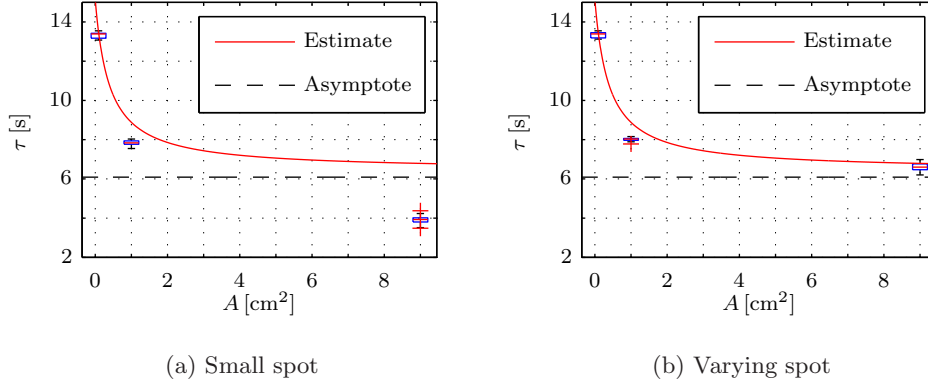 14
10
6
2
τ [s]
0 2 4 6 8
A [cm²]
Estimate
Asymptote
(a) Small spot
14
10
6
2
τ [s]
0 2 4 6 8
A [cm²]
Estimate
Asymptote
(b) Varying spot